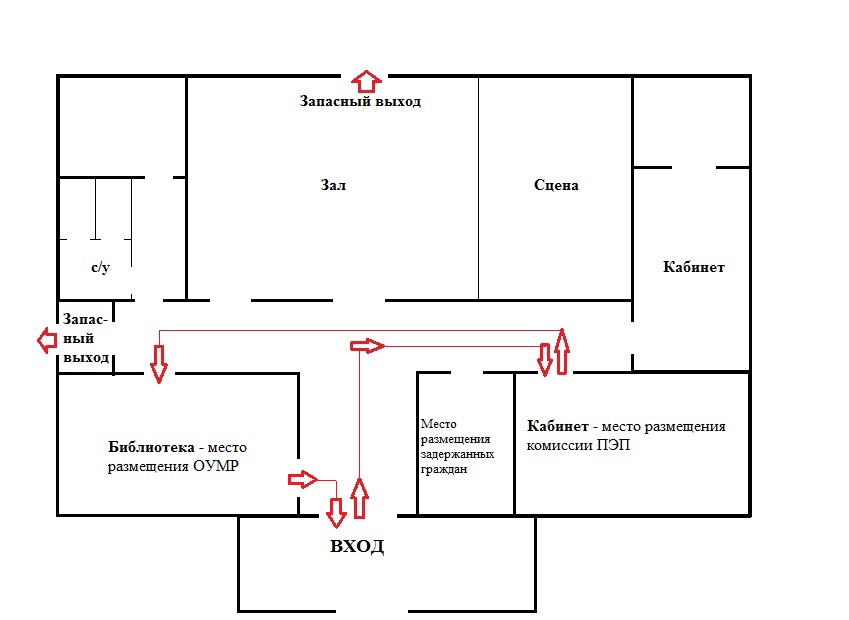 Запасный выход
Зал
Сцена
Кабинет
с/у
Запас-
ный
выход
Библиотека - место
размещения ОУМР
Место
размещения
задержанных
граждан
Кабинет - место размещения
комиссии ПЭП
ВХОД